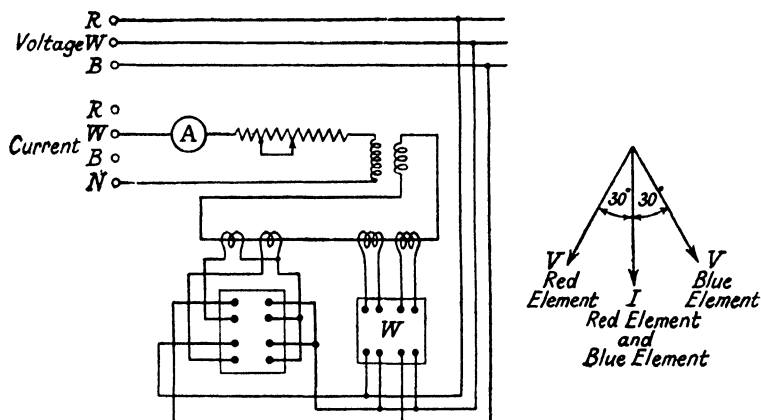 R
Voltage W
B
R
W
A
Current
B
N
W
30° 30°
V
Red
Element
V
Blue
Element
I
Red Element
and
Blue Element